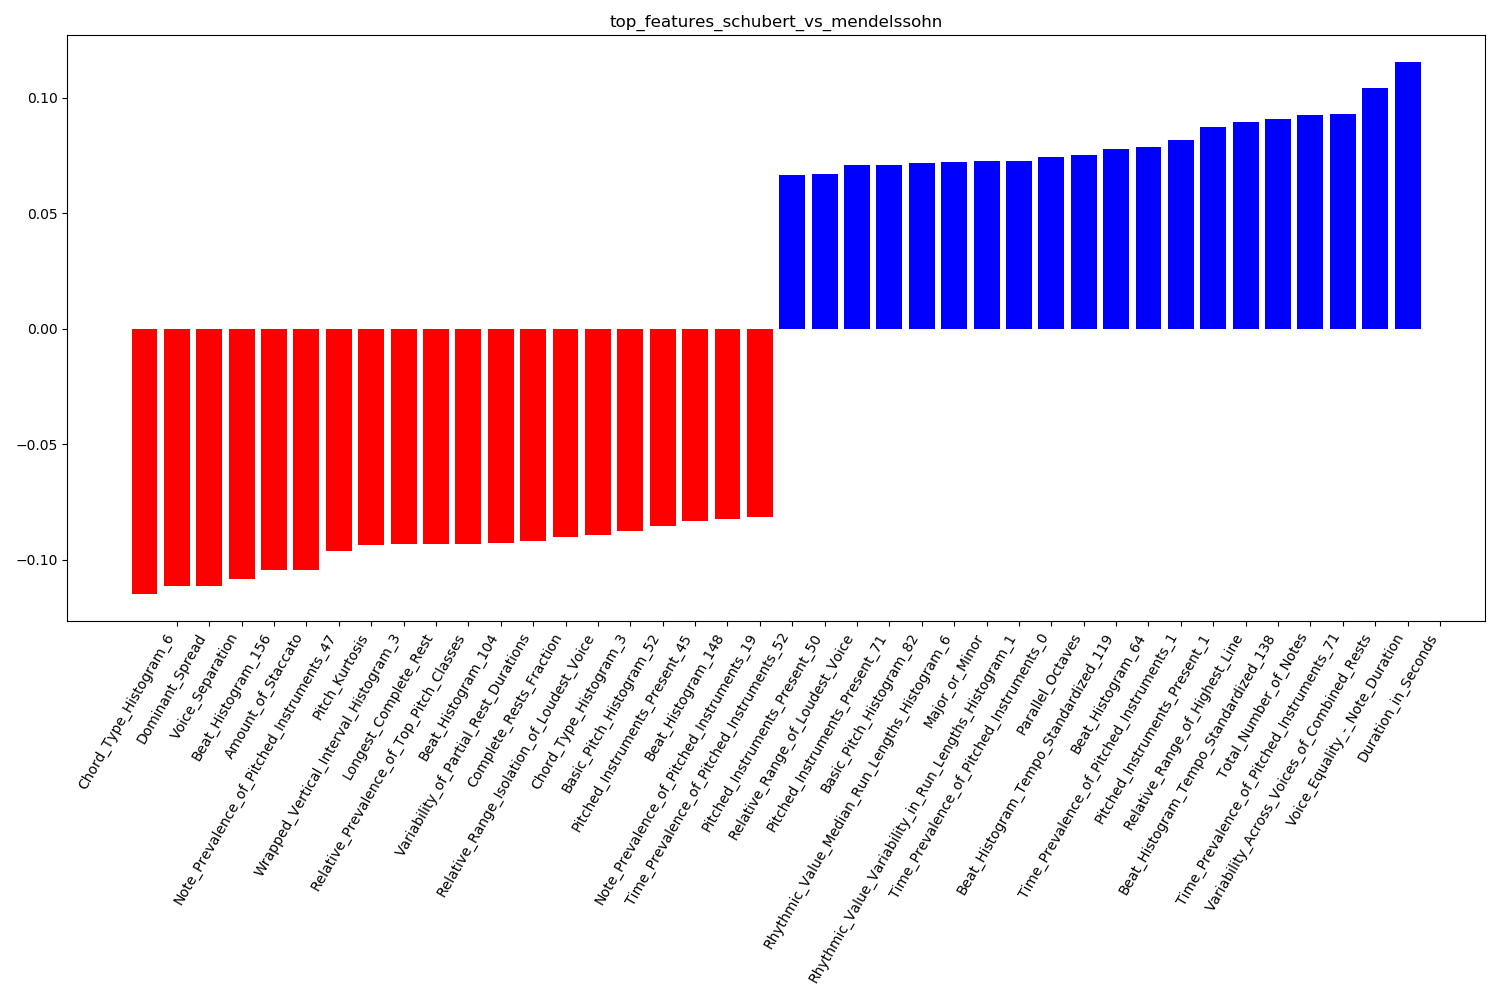 top_features_schubert_vs_mendelssohn
0.10
0.05
0.00
−0.05
−0.10
Chord_Type_Histogram_6
Dominant_Spread
Voice_Separation
Beat_Histogram_156
Amount_of_Staccato
Note_Prevalence_of_Pitched_Instruments_47
Pitch_Kurtosis
Wrapped_Vertical_Interval_Histogram_3
Longest_Complete_Rest
Relative_Prevalence_of_Top_Pitch_Classes
Beat_Histogram_104
Variability_of_Partial_Rest_Durations
Complete_Rests_Fraction
Relative_Range_Isolation_of_Loudest_Voice
Chord_Type_Histogram_3
Basic_Pitch_Histogram_52
Pitched_Instruments_Present_45
Beat_Histogram_148
Note_Prevalence_of_Pitched_Instruments_19
Time_Prevalence_of_Pitched_Instruments_52
Pitched_Instruments_Present_50
Relative_Range_of_Loudest_Voice
Pitched_Instruments_Present_71
Basic_Pitch_Histogram_82
Rhythmic_Value_Median_Run_Lengths_Histogram_6
Major_or_Minor
Rhythmic_Value_Variability_in_Run_Lengths_Histogram_1
Time_Prevalence_of_Pitched_Instruments_0
Parallel_Octaves
Beat_Histogram_Tempo_Standardized_119
Beat_Histogram_64
Time_Prevalence_of_Pitched_Instruments_1
Pitched_Instruments_Present_1
Relative_Range_of_Highest_Line
Beat_Histogram_Tempo_Standardized_138
Total_Number_of_Notes
Time_Prevalence_of_Pitched_Instruments_71
Variability_Across_Voices_of_Combined_Rests
Voice_Equality_-_Note_Duration
Duration_in_Seconds